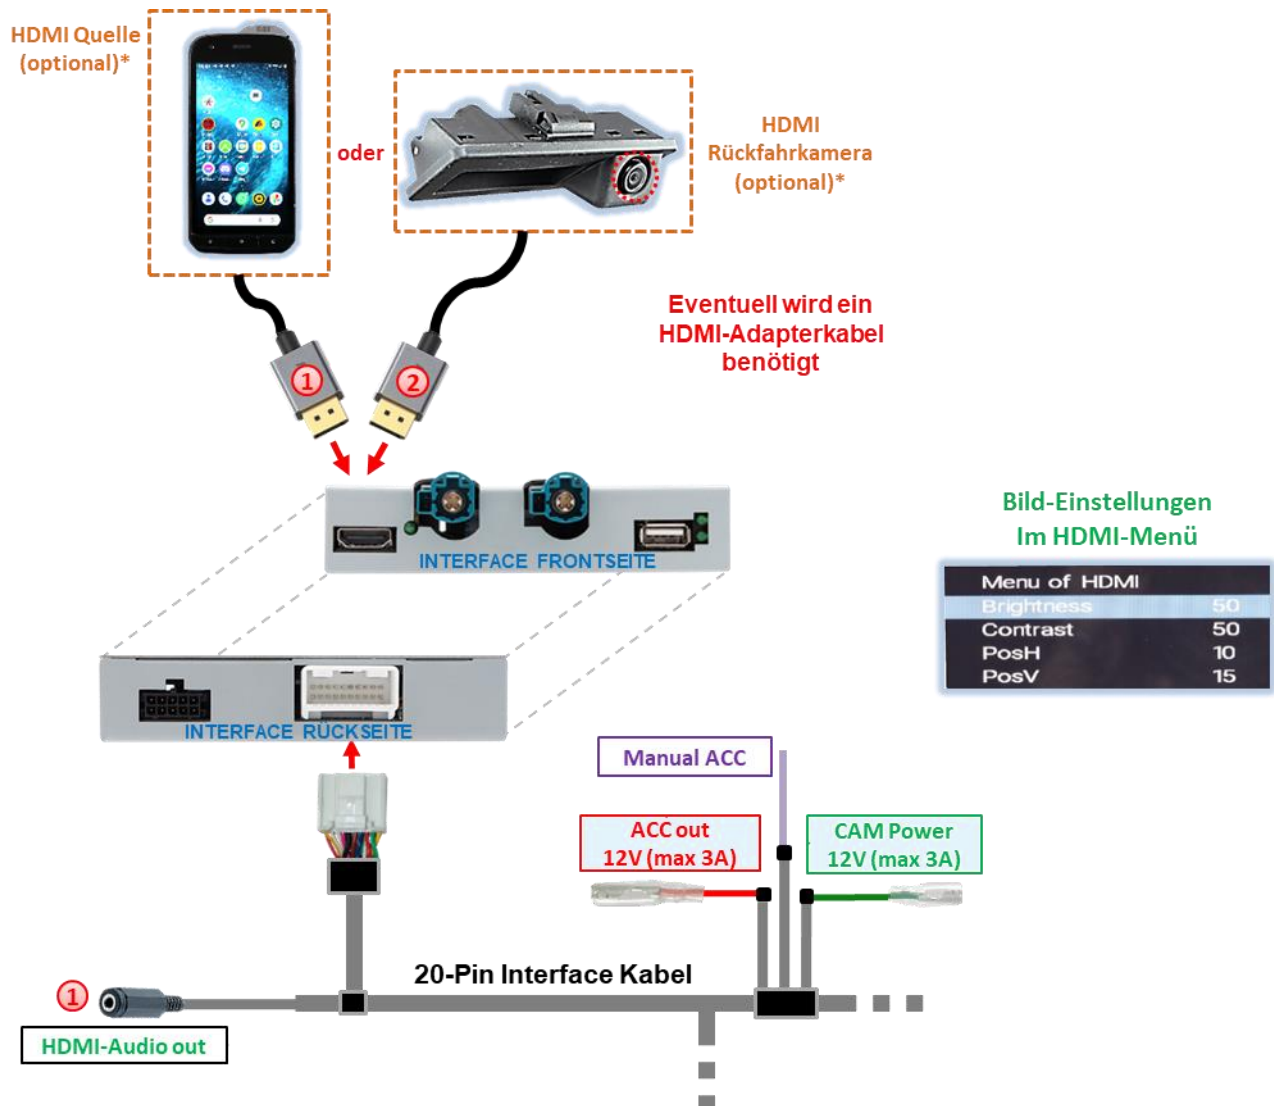 HDMI Quelle
(optional)*
oder
HDMI
Rückfahrkamera
(optional)*
Eventuell wird ein
HDMI-Adapterkabel
benötigt
1
2
INTERFACE FRONTSEITE
Bild-Einstellungen
Im HDMI-Menü
Menu of HDMI
Brightness 50
Contrast 50
PosH 10
PosV 15
INTERFACE RÜCKSEITE
Manual ACC
ACC out
12V (max 3A)
CAM Power
12V (max 3A)
20-Pin Interface Kabel
1
HDMI-Audio out